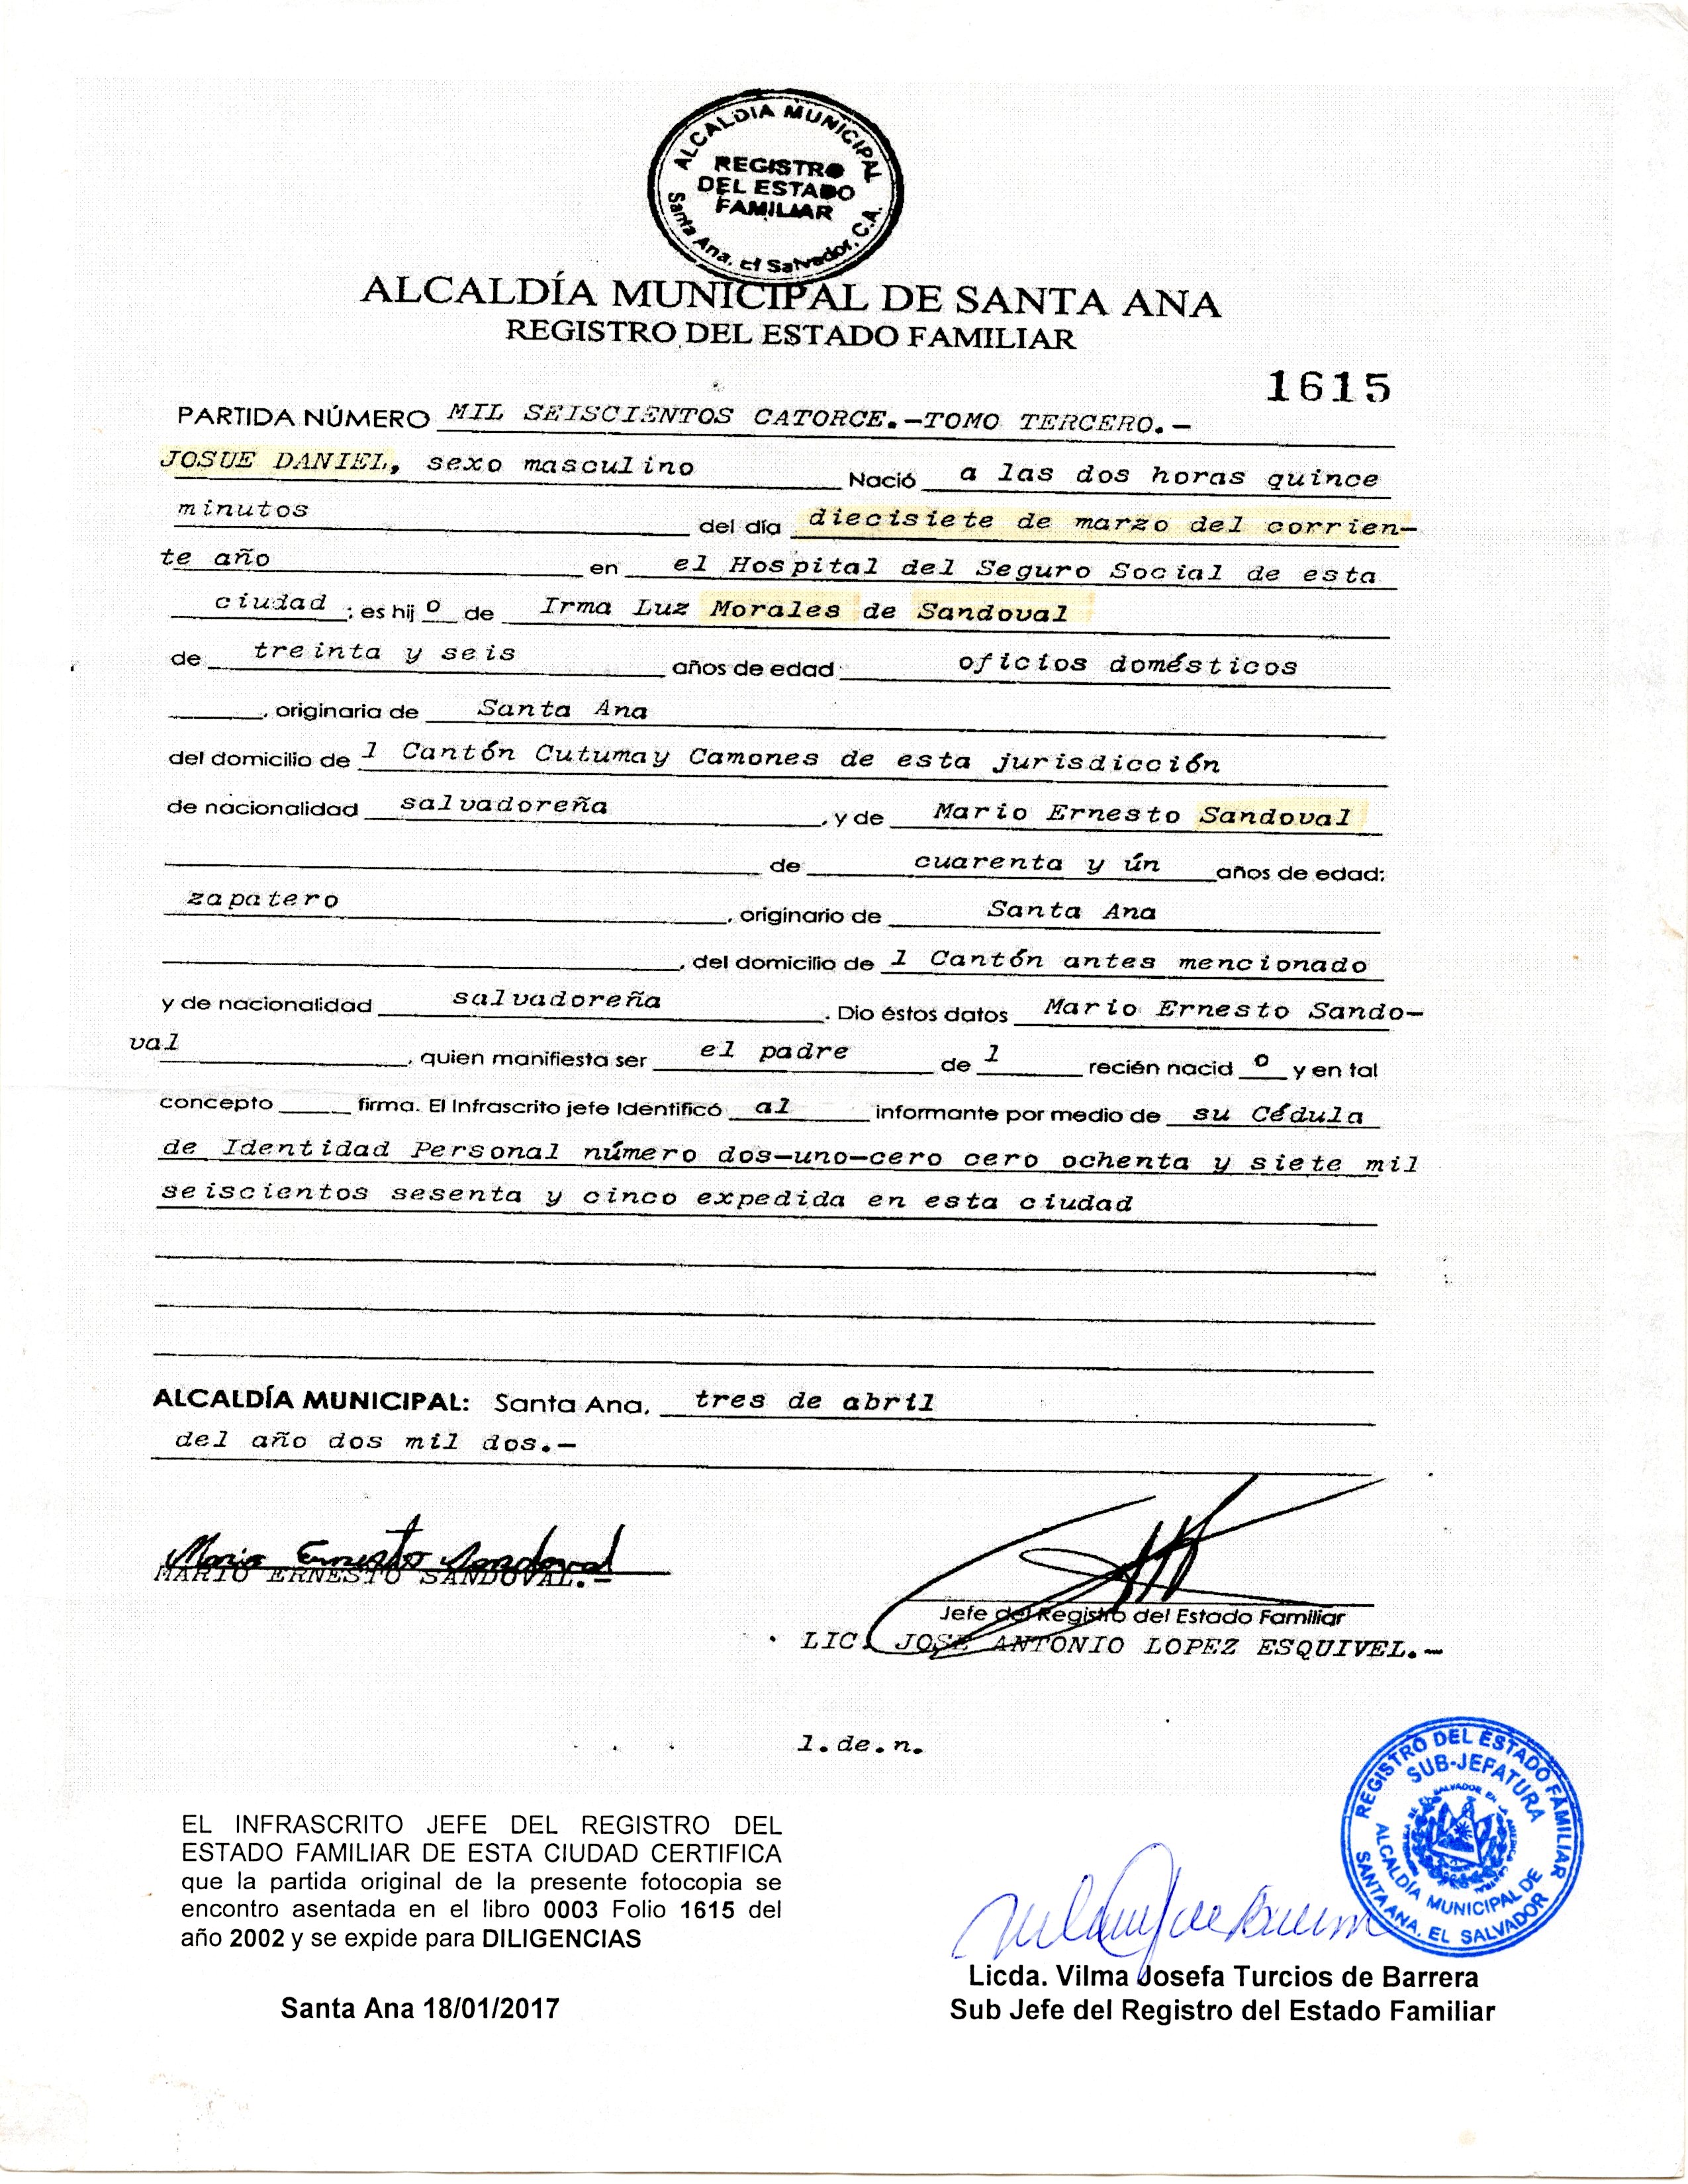 ALCALDIA MUNICIPAL
REGISTRO
DEL ESTADO
FAMILIAR
Santa Ana, El Salvador, C.A.
ALCALDÍA MUNICIPAL DE SANTA ANA
REGISTRO DEL ESTADO FAMILIAR
1615
PARTIDA NÚMERO MIL SEISCIENTOS CATORCE.-TOMO TERCERO.-
JOSUE DANIEL, sexo masculino Nació a las dos horas quince
minutos del día diecisiete de marzo del corrien-
te año en el Hospital del Seguro Social de esta
ciudad ; es hij o de Irma Luz Morales de Sandoval
de treinta y seis años de edad oficios domésticos
, originaria de Santa Ana
del domicilio de l Cantón Cutumay Camones de esta jurisdicción
de nacionalidad salvadoreña , y de Mario Ernesto Sandoval
de cuarenta y ún años de edad;
zapatero , originario de Santa Ana
, del domicilio de l Cantón antes mencionado
y de nacionalidad salvadoreña . Dio éstos datos Mario Ernesto Sando-
val , quien manifiesta ser el padre de l recién nacid o y en tal
concepto firma. El Infrascrito jefe Identificó al informante por medio de su Cédula
de Identidad Personal número dos-uno-cero cero ochenta y siete mil
seiscientos sesenta y cinco expedida en esta ciudad
ALCALDÍA MUNICIPAL: Santa Ana, tres de abril
del año dos mil dos.-
Mario Ernesto Sandoval
MARIO ERNESTO SANDOVAL.-
Jefe del Registro del Estado Familiar
LIC. JOSE ANTONIO LOPEZ ESQUIVEL.-
l.de.n.
REGISTRO DEL ESTADO FAMILIAR
SUB-JEFATURA
ALCALDÍA MUNICIPAL DE
SANTA ANA, EL SALVADOR
EL INFRASCRITO JEFE DEL REGISTRO DEL
ESTADO FAMILIAR DE ESTA CIUDAD CERTIFICA
que la partida original de la presente fotocopia se
encontro asentada en el libro 0003 Folio 1615 del
año 2002 y se expide para DILIGENCIAS
Santa Ana 18/01/2017
Licda. Vilma Josefa Turcios de Barrera
Sub Jefe del Registro del Estado Familiar